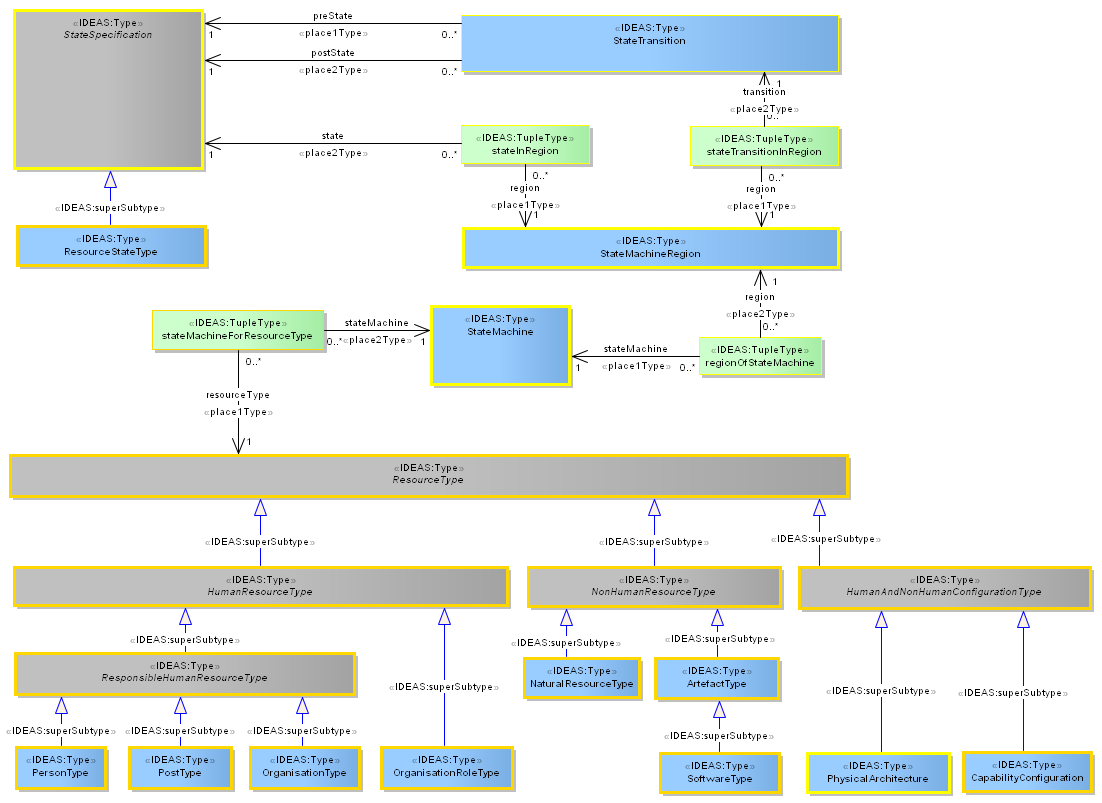 «IDEAS:Type»
StateSpecification
preState
«place1Type»
1
0..*
postState
«place2Type»
1
0..*
«IDEAS:Type»
StateTransition
1
transition
«place2Type»
0..*
state
«place2Type»
1
0..*
«IDEAS:TupleType»
stateInRegion
«IDEAS:TupleType»
stateTransitionInRegion
0..*
region
«place1Type»
1
0..*
region
«place1Type»
1
«IDEAS:superSubtype»
«IDEAS:Type»
ResourceStateType
«IDEAS:Type»
StateMachineRegion
1
region
«place2Type»
0..*
«IDEAS:TupleType»
stateMachineForResourceType
stateMachine
0..*
«place2Type»
1
«IDEAS:Type»
StateMachine
stateMachine
1
«place1Type»
0..*
«IDEAS:TupleType»
regionOfStateMachine
0..*
resourceType
«place1Type»
1
«IDEAS:Type»
ResourceType
«IDEAS:superSubtype»
«IDEAS:superSubtype»
«IDEAS:superSubtype»
«IDEAS:Type»
HumanResourceType
«IDEAS:Type»
NonHumanResourceType
«IDEAS:Type»
HumanAndNonHumanConfigurationType
«IDEAS:superSubtype»
«IDEAS:superSubtype»
«IDEAS:superSubtype»
«IDEAS:Type»
ResponsibleHumanResourceType
«IDEAS:superSubtype»
«IDEAS:Type»
NaturalResourceType
«IDEAS:Type»
ArtefactType
«IDEAS:superSubtype»
«IDEAS:superSubtype»
«IDEAS:superSubtype»
«IDEAS:superSubtype»
«IDEAS:superSubtype»
«IDEAS:superSubtype»
«IDEAS:Type»
PersonType
«IDEAS:Type»
PostType
«IDEAS:Type»
OrganisationType
«IDEAS:Type»
OrganisationRoleType
«IDEAS:Type»
SoftwareType
«IDEAS:Type»
PhysicalArchitecture
«IDEAS:Type»
CapabilityConfiguration